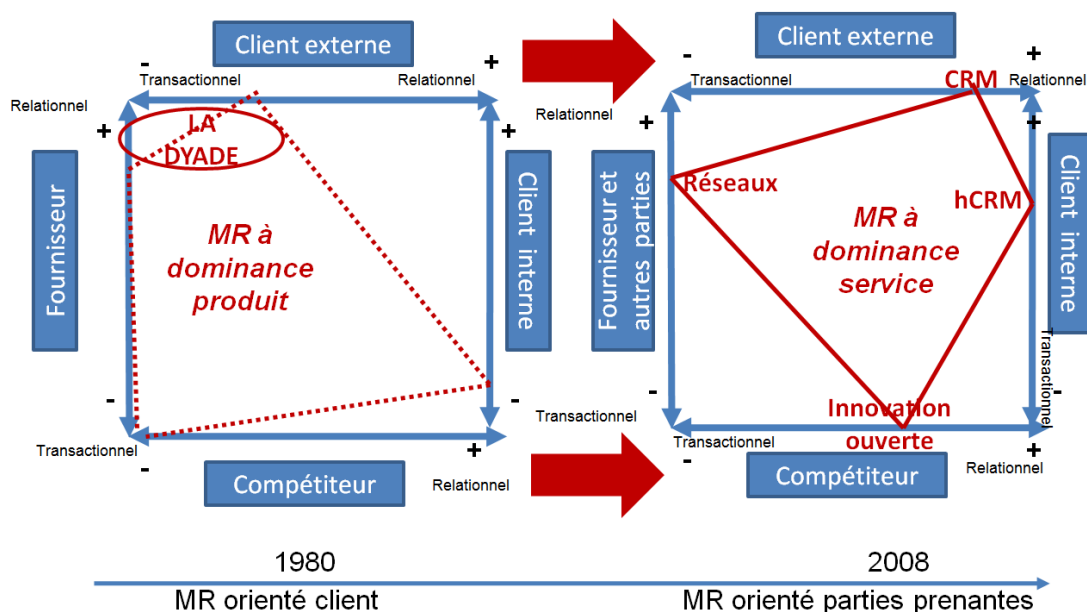 Client externe
-
+
Transactionnel
Relationnel
Relationnel
+
LA
DYADE
Fournisseur
MR à
dominance
produit
+
Client interne
-
Transactionnel
-
-
+
Relationnel
Compétiteur
Relationnel
Transactionnel
Transactionnel
Client externe
-
+
Transactionnel
CRM
Relationnel
+
+
Fournisseur et
autres parties
Réseaux
hCRM
MR à
dominance
service
Client
interne
Transactionnel
-
-
Innovation
ouverte
Transactionnel
-
+
Relationnel
Compétiteur
1980
2008
MR orienté client
MR orienté parties prenantes